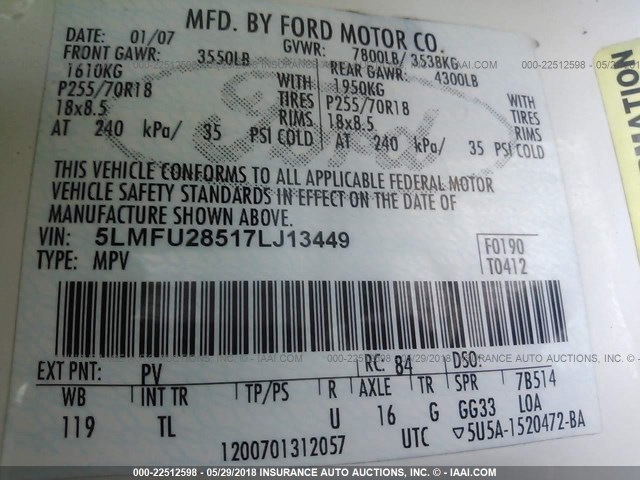 MFD. BY FORD MOTOR CO.
DATE: 01/07 GVWR: 7800LB/ 3538KG
FRONT GAWR: 3550LB REAR GAWR: 4300LB
1610KG WITH 1950KG WITH
P255/70R18 TIRES P255/70R18 TIRES
18x8.5 RIMS 18x8.5 RIMS
AT 240 kPa/ 35 PSI COLD AT 240 kPa/ 35 PSI COLD
Ford
THIS VEHICLE CONFORMS TO ALL APPLICABLE FEDERAL MOTOR
VEHICLE SAFETY STANDARDS IN EFFECT ON THE DATE OF
MANUFACTURE SHOWN ABOVE.
VIN: 5LMFU28517LJ13449 F0190
TYPE: MPV T0412
EXT PNT: PV RC: 84 DSO:
WB INT TR TP/PS R AXLE TR SPR 7B514
119 TL U 16 G GG33 LOA
1200701312057 UTC ▽5U5A-1520472-BA
000-22512598 - 05/29/2018 INSURANCE AUTO AUCTIONS © - IAAI.COM